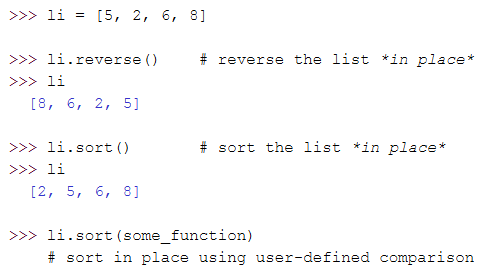 >>> li = [5, 2, 6, 8]
>>> li.reverse() # reverse the list *in place*
>>> li
[8, 6, 2, 5]
>>> li.sort() # sort the list *in place*
>>> li
[2, 5, 6, 8]
>>> li.sort(some_function)
# sort in place using user-defined comparison